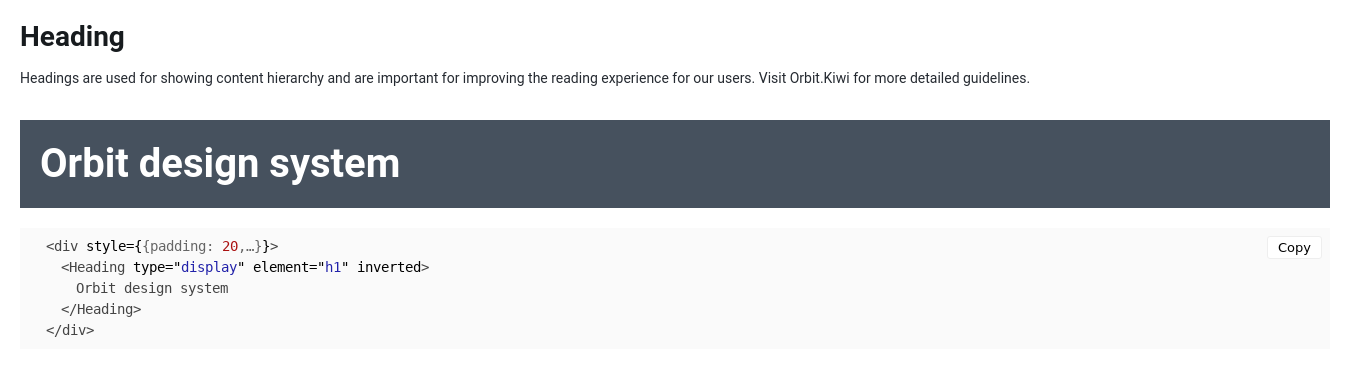 Heading
Headings are used for showing content hierarchy and are important for improving the reading experience for our users. Visit Orbit.Kiwi for more detailed guidelines.
Orbit design system
<div style={{padding: 20,…}}>
<Heading type="display" element="h1" inverted>
Orbit design system
</Heading>
</div>
Copy